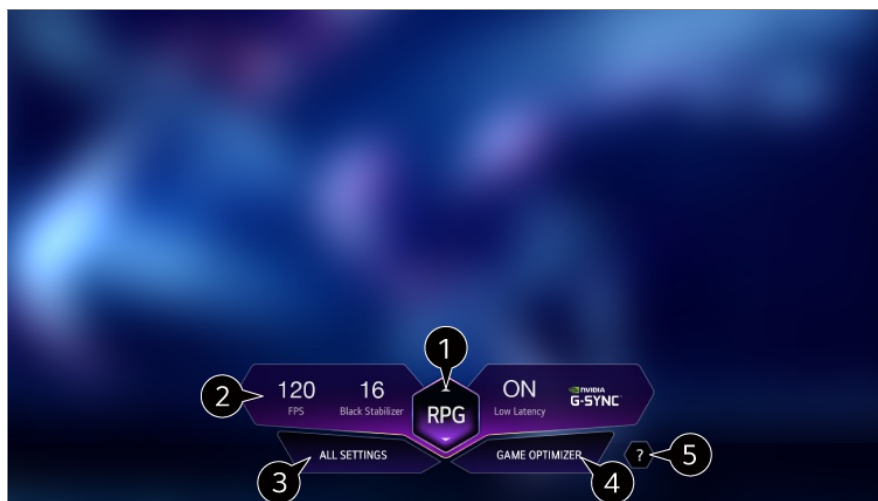 1
2
120
FPS
16
Black Stabilizer
RPG
ON
Low Latency
NVIDIA
G-SYNC
ALL SETTINGS
GAME OPTIMIZER
?
5
3
4